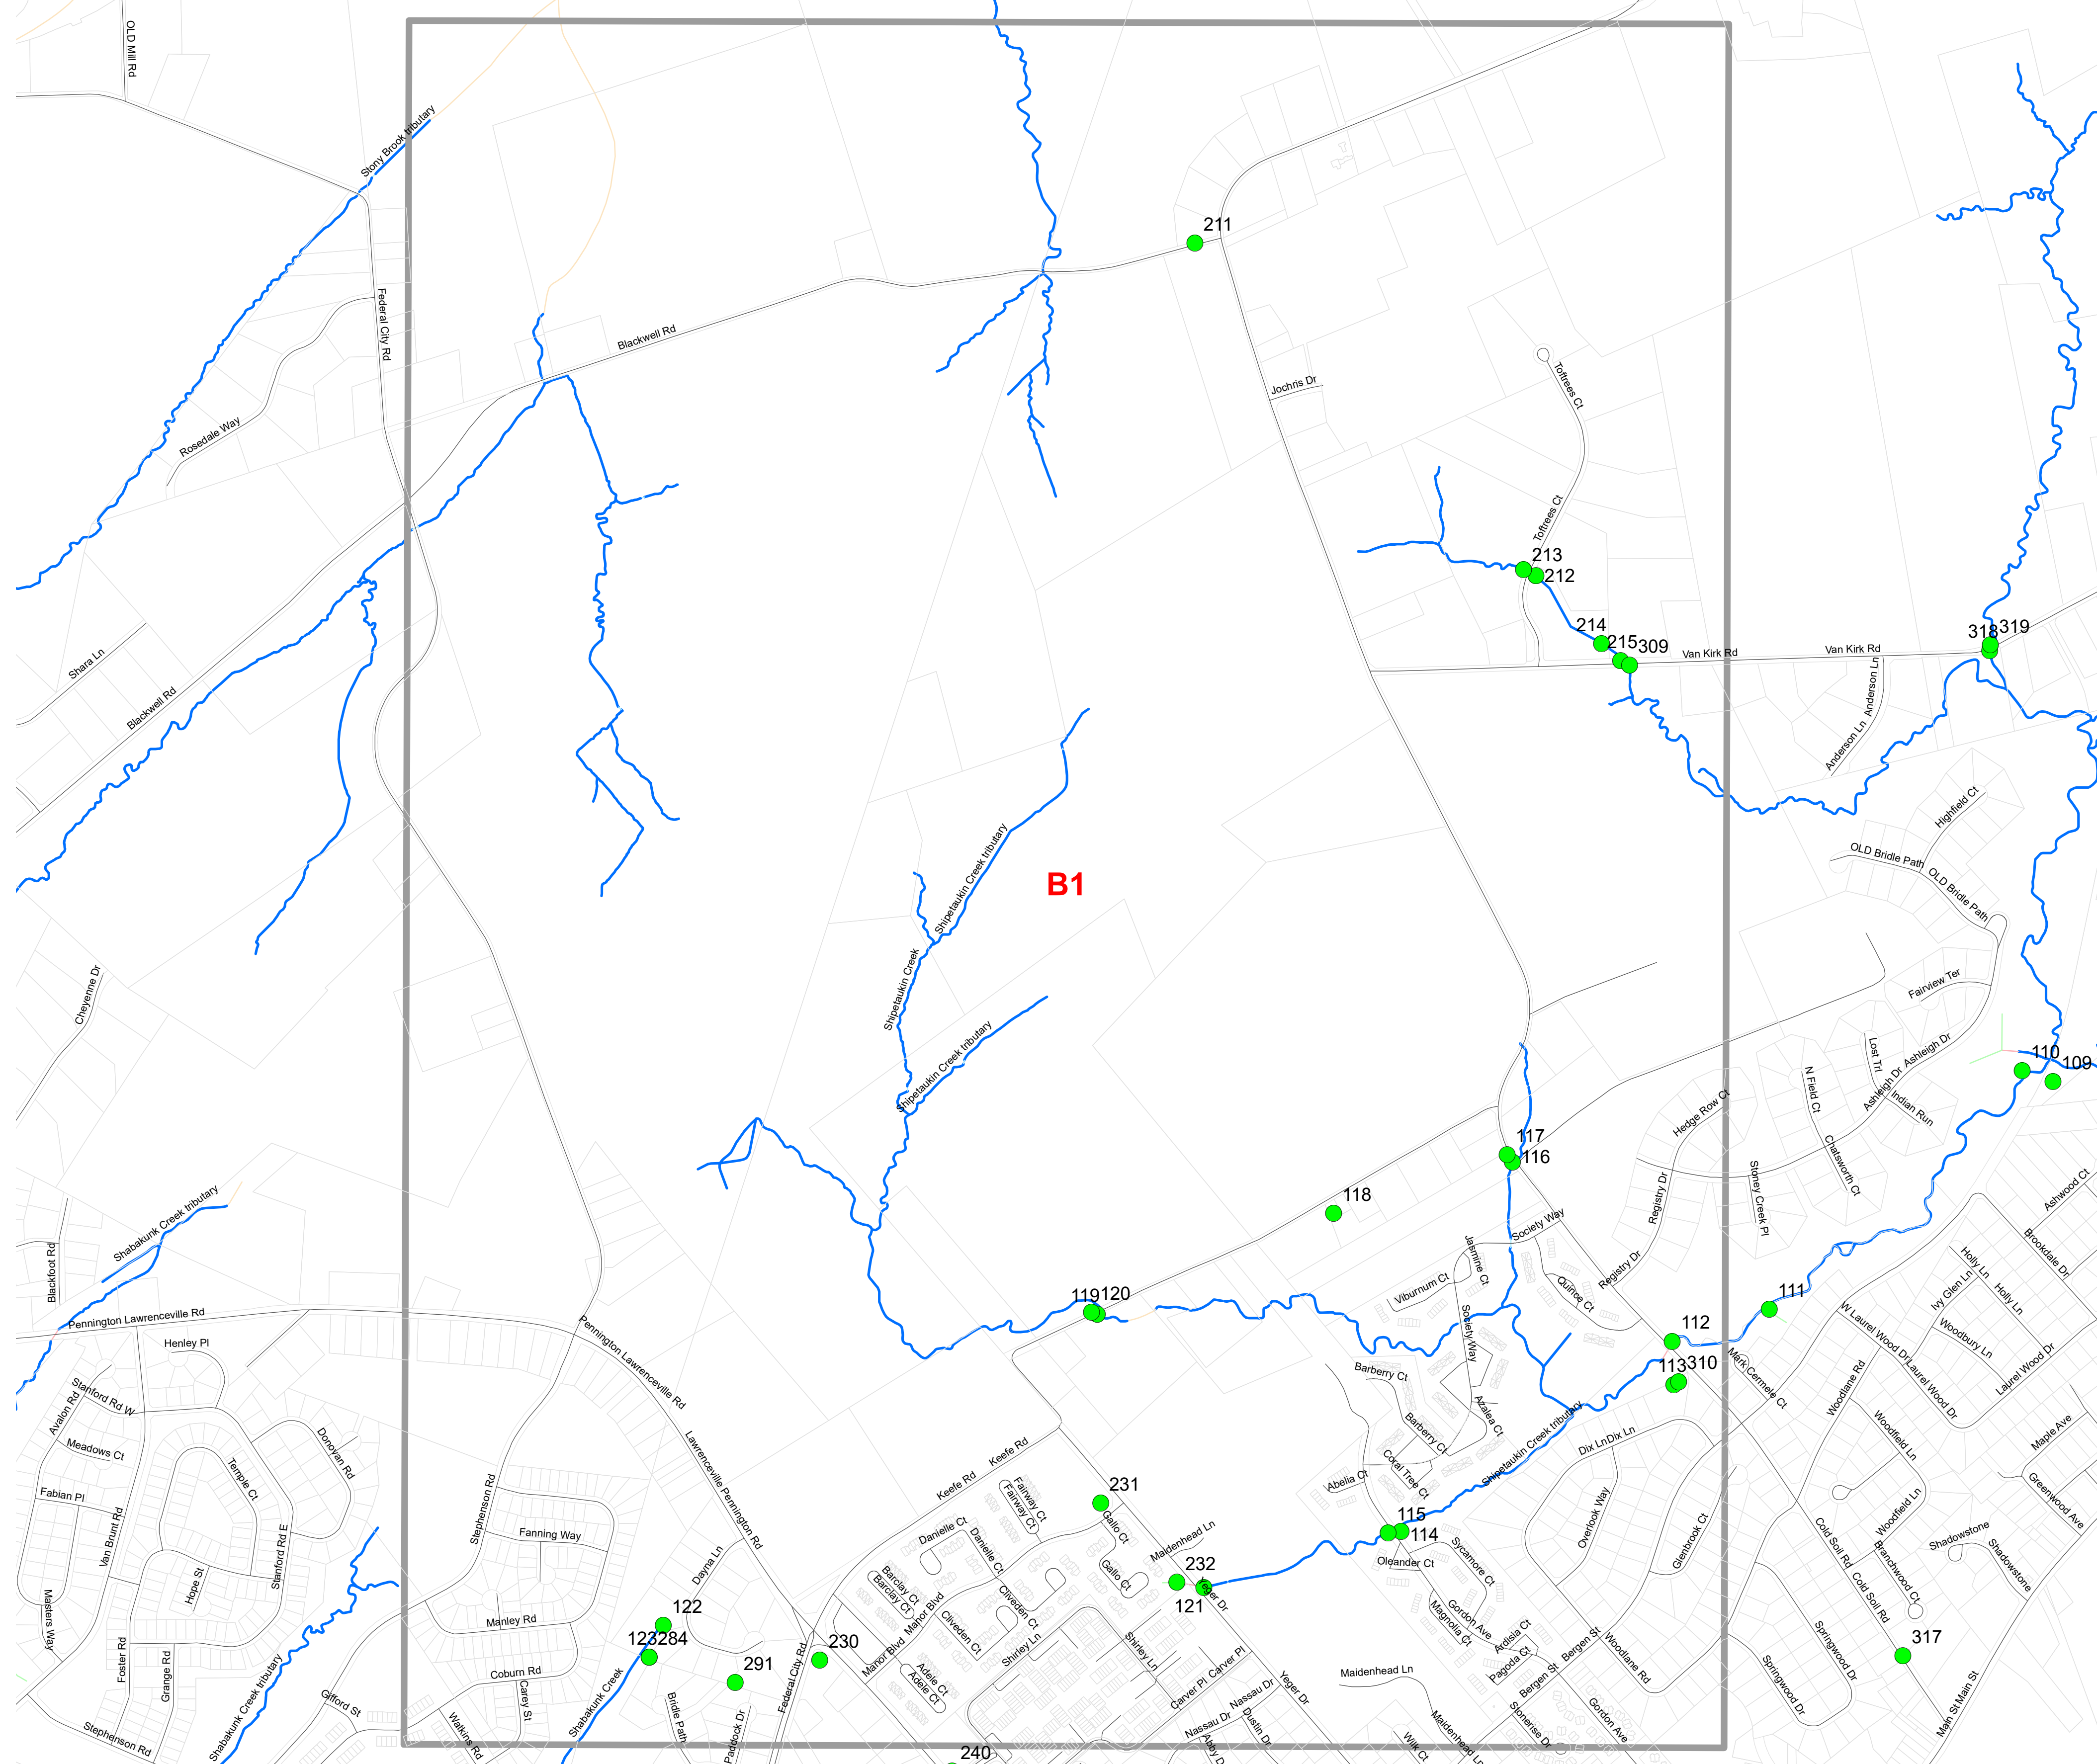 OLD Mill Rd
Stony Brook tributary
211
Federal City Rd
Blackwell Rd
Jochris Dr
Toftrees Ct
Rosedale Way
Toftrees Ct
213
212
214
215
309
Van Kirk Rd
Van Kirk Rd
318
319
Shara Ln
Blackwell Rd
Anderson Ln
Anderson Ln
Highfield Ct
Shipetaukin Creek tributary
B1
OLD Bridle Path
OLD Bridle Path
Shipetaukin Creek
Cheyenne Dr
Fairview Ter
Shipetaukin Creek tributary
Lost Trl
Ashleigh Dr
110
109
N Field Ct
Ashleigh Dr
Indian Run
Hedge Row Ct
117
116
Chatsworth Ct
Stoney Creek Pl
Registry Dr
118
Ashwood Ct
Shabakunk Creek tributary
Blackfoot Rd
Society Way
Jasmine Ct
Brookdale Dr
Holly Ln
Registry Dr
Viburnum Ct
Quince Ct
Ivy Glen Ln
Holly Ln
119
120
111
Pennington Lawrenceville Rd
Pennington Lawrenceville Rd
Society Way
112
W Laurel Wood Dr
Woodbury Ln
Henley Pl
Mark Cermele Ct
113
310
Barberry Ct
Laurel Wood Dr
Laurel Wood Dr
Woodlane Rd
Stanford Rd W
Avalon Rd
Azalea Ct
Barberry Ct
Shipetaukin Creek tributary
Woodfield Ln
Maple Ave
Meadows Ct
Donovan Rd
Lawrenceville Pennington Rd
Keefe Rd
Keefe Rd
Dix Ln
Dix Ln
Temple Ct
Coral Tree Ct
Abelia Ct
Fabian Pl
Stephenson Rd
Fairway Ct
Fairway Ct
231
Greenwood Ave
Woodfield Ln
Van Brunt Rd
Fanning Way
Danielle Ct
Danielle Ct
Gallo Ct
Maidenhead Ln
115
114
Overlook Way
Glenbrook Ct
Cold Soil Rd
Shadowstone
Shadowstone
Stanford Rd E
Hope St
Dayna Ln
Barclay Ct
Barclay Ct
Gallo Ct
232
121
Yeger Dr
Oleander Ct
Sycamore Ct
Branchwood Ct
Cold Soil Rd
Masters Way
Manley Rd
122
Manor Blvd
Cliveden Ct
Cliveden Ct
Magnolia Ct
Gordon Ave
Ardisia Ct
Foster Rd
Grange Rd
123
284
230
Manor Blvd
Shirley Ln
Shirley Ln
Carver Pl
Carver Pl
Pagoda Ct
Bergen St
Bergen St
Woodlane Rd
Springwood Dr
Springwood Dr
317
Coburn Rd
Carey St
291
Federal City Rd
Adele Ct
Adele Ct
Maidenhead Ln
Yeger Dr
Nassau Dr
Nassau Dr
Dustin Dr
Main St
Main St
Gifford St
Stephenson Rd
Shabakunk Creek tributary
Watkins Rd
Shabakunk Creek
Bridle Path
Paddock Dr
240
Abby D
Wilk Ct
Maidenhead Ln
Stonerise Dr
Gordon Ave